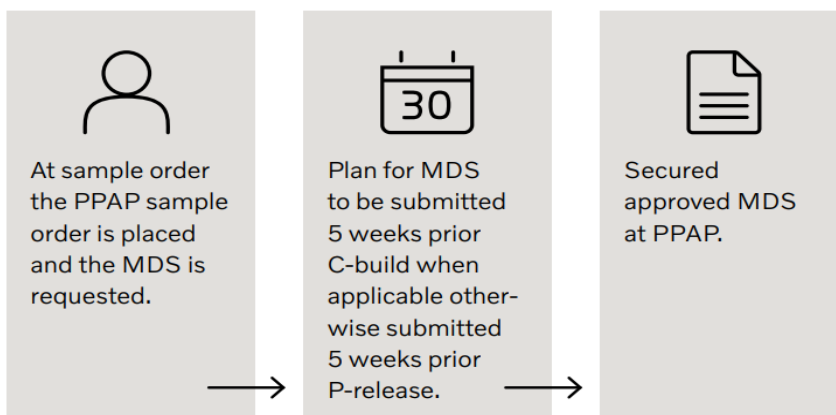 At sample order
the PPAP sample
order is placed
and the MDS is
requested.
30
Plan for MDS
to be submitted
5 weeks prior
C-build when
applicable other-
wise submitted
5 weeks prior
P-release.
Secured
approved MDS
at PPAP.